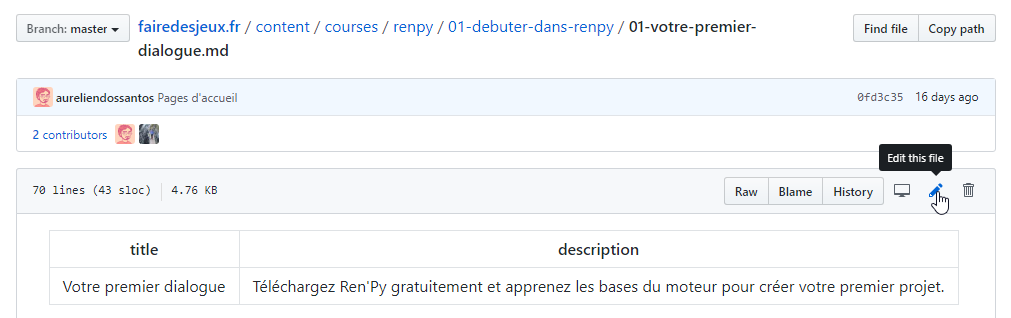 Branch: master fairedesjeux.fr / content / courses / renpy / 01-debuter-dans-renpy / 01-votre-premier- Find file Copy path
dialogue.md
aureliendossantos Pages d'accueil 0fd3c35 16 days ago
2 contributors
Edit this file
70 lines (43 sloc) 4.76 KB Raw Blame History
title description
Votre premier dialogue Téléchargez Ren'Py gratuitement et apprenez les bases du moteur pour créer votre premier projet.